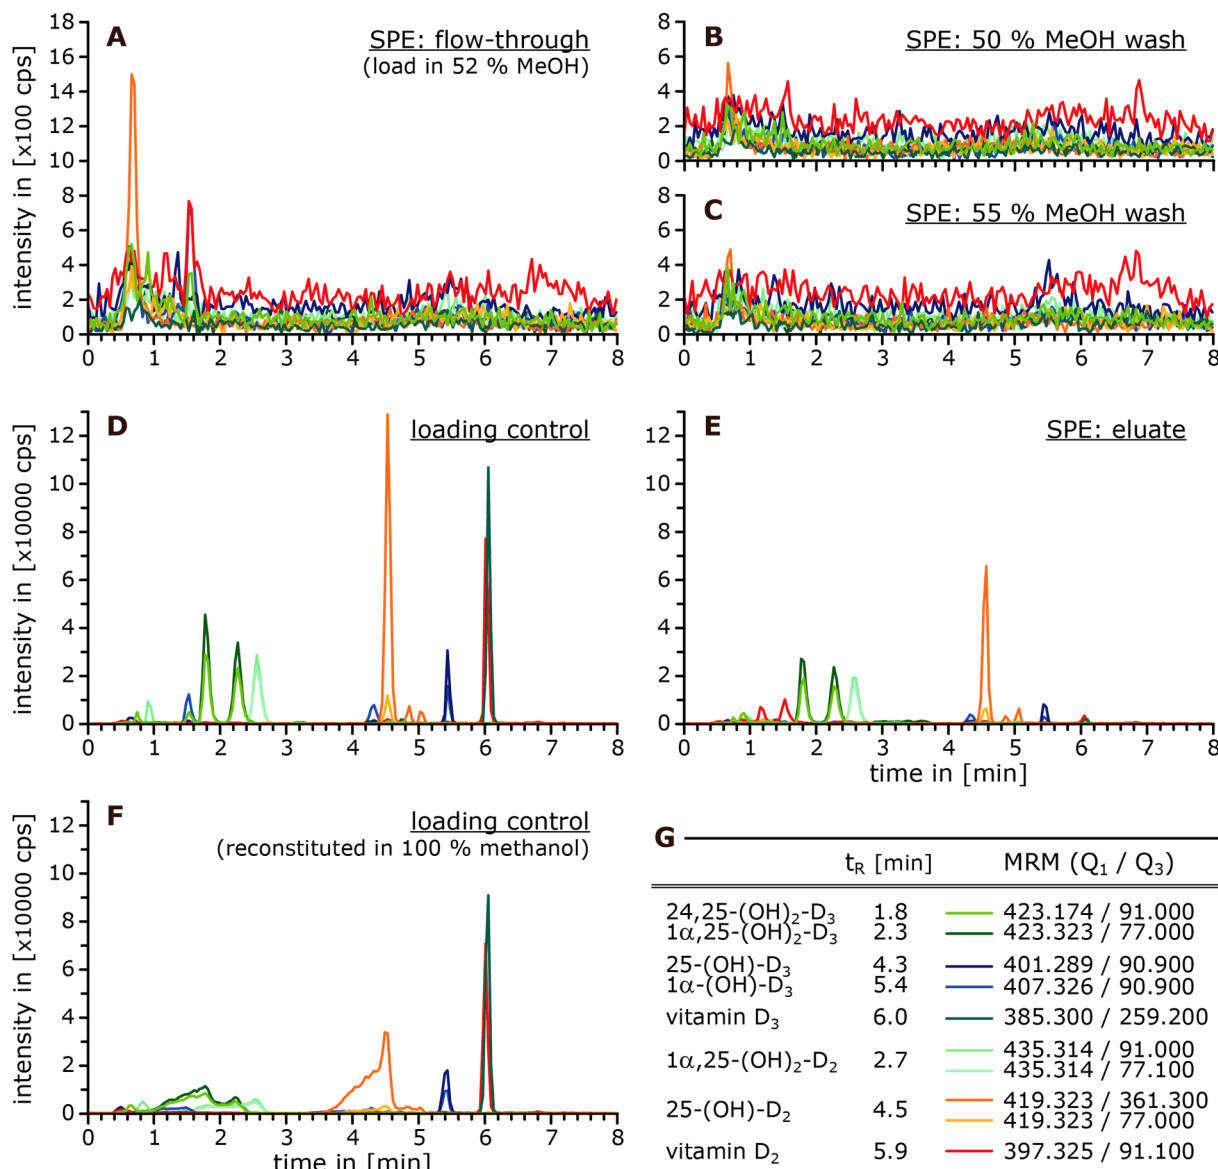 A
SPE: flow-through
(load in 52 % MeOH)
intensity in [x100 cps]
18
16
14
12
10
8
6
4
2
0
0 1 2 3 4 5 6 7 8
B
SPE: 50 % MeOH wash
8
6
4
2
0
C
SPE: 55 % MeOH wash
8
6
4
2
0
0 1 2 3 4 5 6 7 8
D
loading control
intensity in [x10000 cps]
12
10
8
6
4
2
0
0 1 2 3 4 5 6 7 8
E
SPE: eluate
12
10
8
6
4
2
0
0 1 2 3 4 5 6 7 8
time in [min]
F
loading control
(reconstituted in 100 % methanol)
intensity in [x10000 cps]
12
10
8
6
4
2
0
0 1 2 3 4 5 6 7 8
time in [min]
G
tR [min] MRM (Q1 / Q3)
24,25-(OH)2-D3 1.8 423.174 / 91.000
1α,25-(OH)2-D3 2.3 423.323 / 77.000
25-(OH)-D3 4.3 401.289 / 90.900
1α-(OH)-D3 5.4 407.326 / 90.900
vitamin D3 6.0 385.300 / 259.200
1α,25-(OH)2-D2 2.7 435.314 / 91.000
435.314 / 77.100
25-(OH)-D2 4.5 419.323 / 361.300
419.323 / 77.000
vitamin D2 5.9 397.325 / 91.100